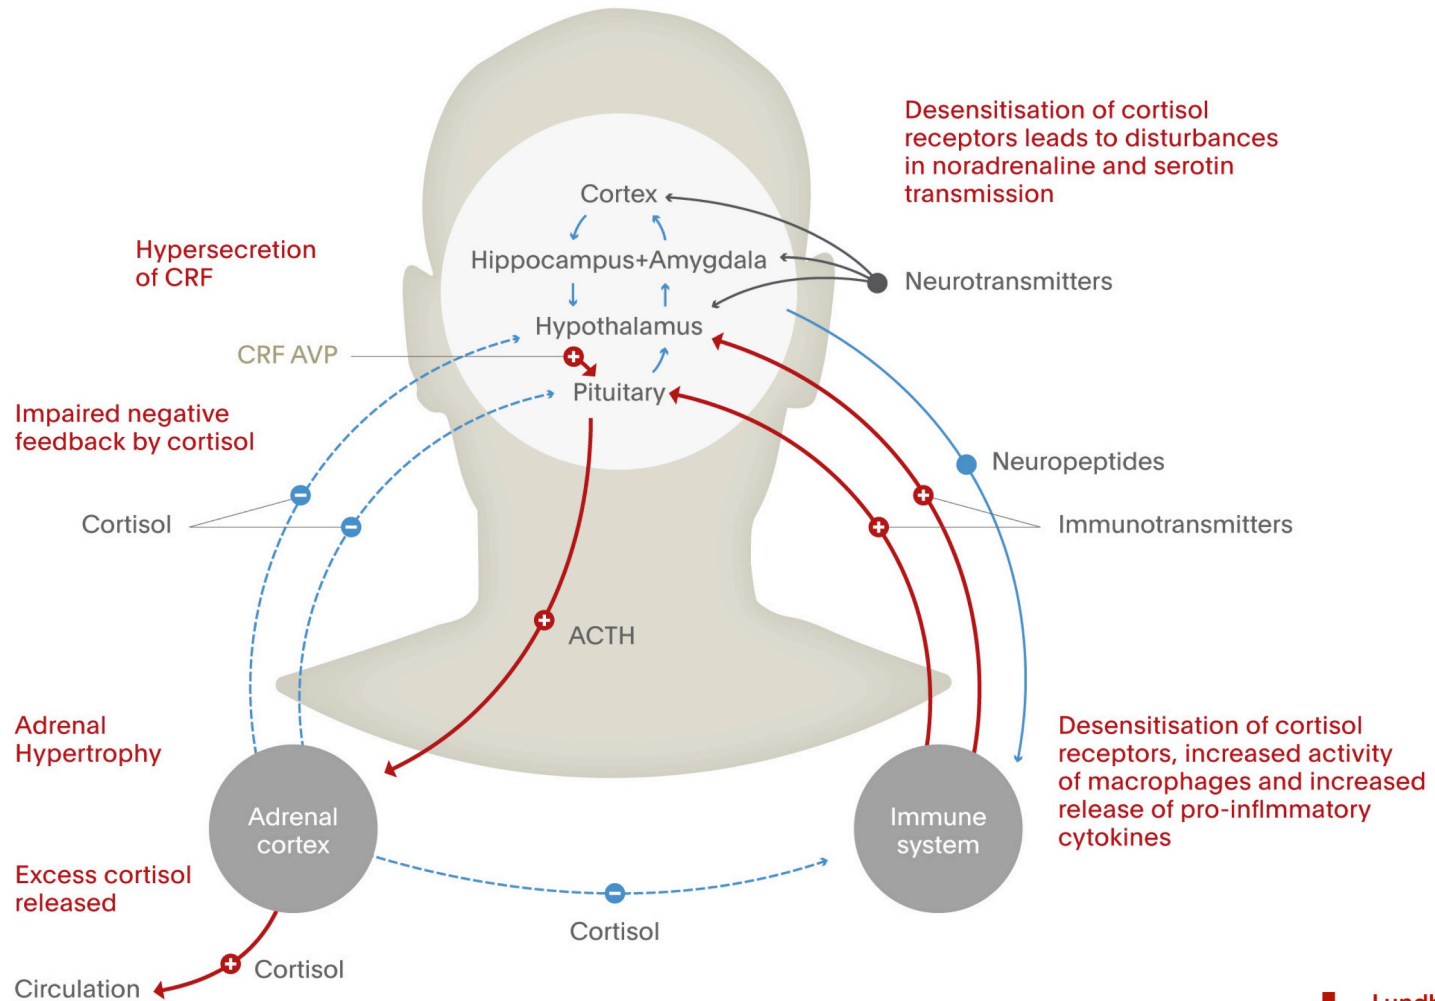 Desensitisation of cortisol
receptors leads to disturbances
in noradrenaline and serotin
transmission
Cortex
Hypersecretion
of CRF
Hippocampus+Amygdala
Neurotransmitters
Hypothalamus
CRF AVP
Pituitary
Impaired negative
feedback by cortisol
Neuropeptides
Cortisol
Immunotransmitters
ACTH
Adrenal
Hypertrophy
Desensitisation of cortisol
receptors, increased activity
of macrophages and increased
release of pro-inflmmatory
cytokines
Adrenal
cortex
Immune
system
Excess cortisol
released
Cortisol
Cortisol
Circulation